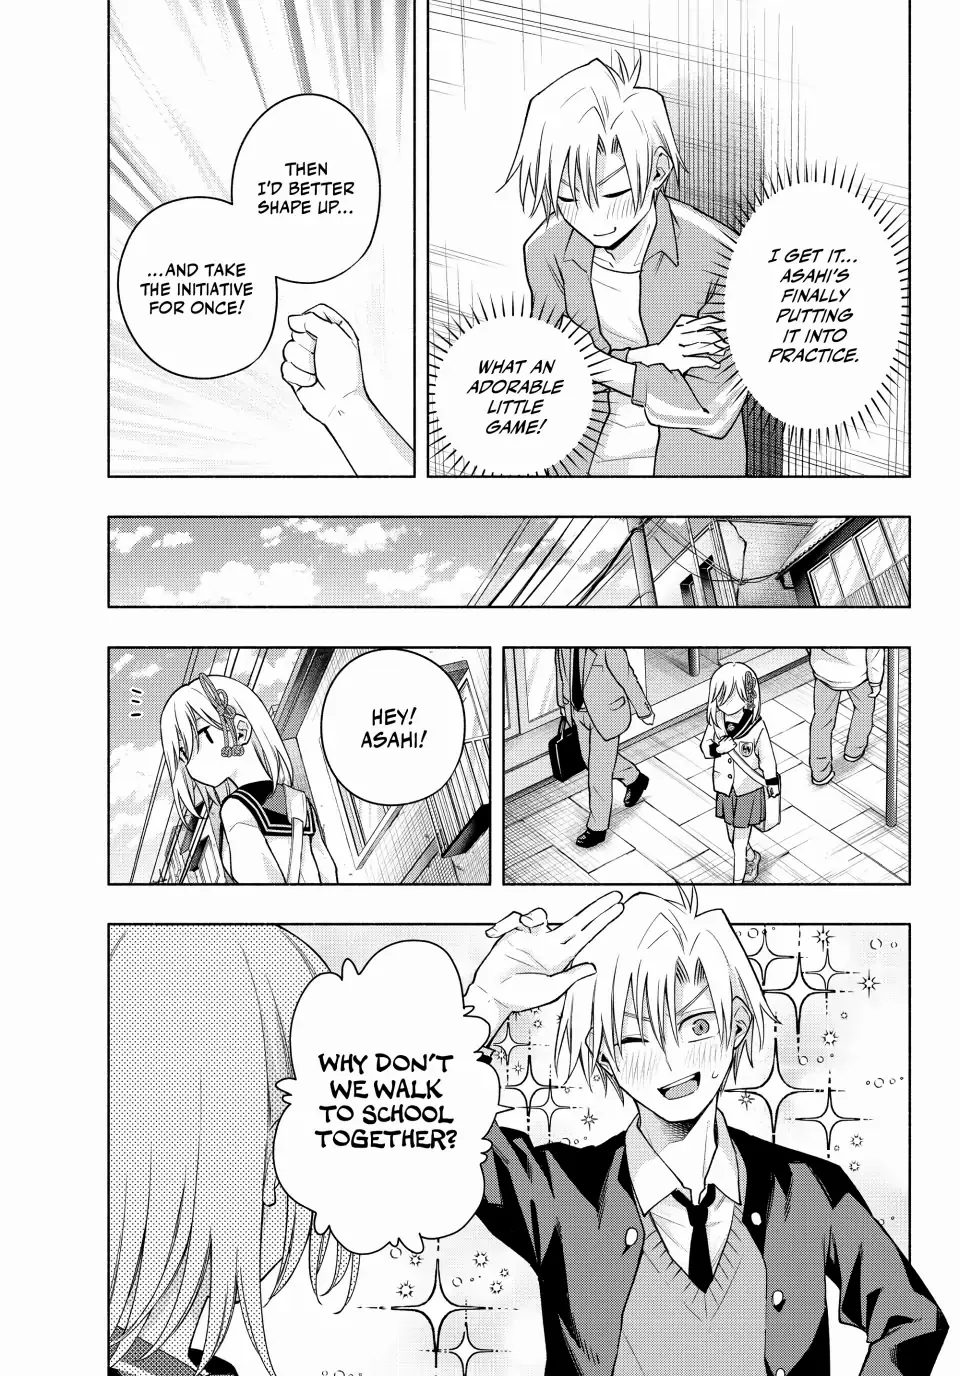 I GET IT...
ASAHI'S
FINALLY
PUTTING
IT INTO
PRACTICE.
WHAT AN
ADORABLE
LITTLE
GAME!
THEN
I'D BETTER
SHAPE UP...
...AND TAKE
THE INITIATIVE
FOR ONCE!
HEY!
ASAHI!
WHY DON'T
WE WALK
TO SCHOOL
TOGETHER?